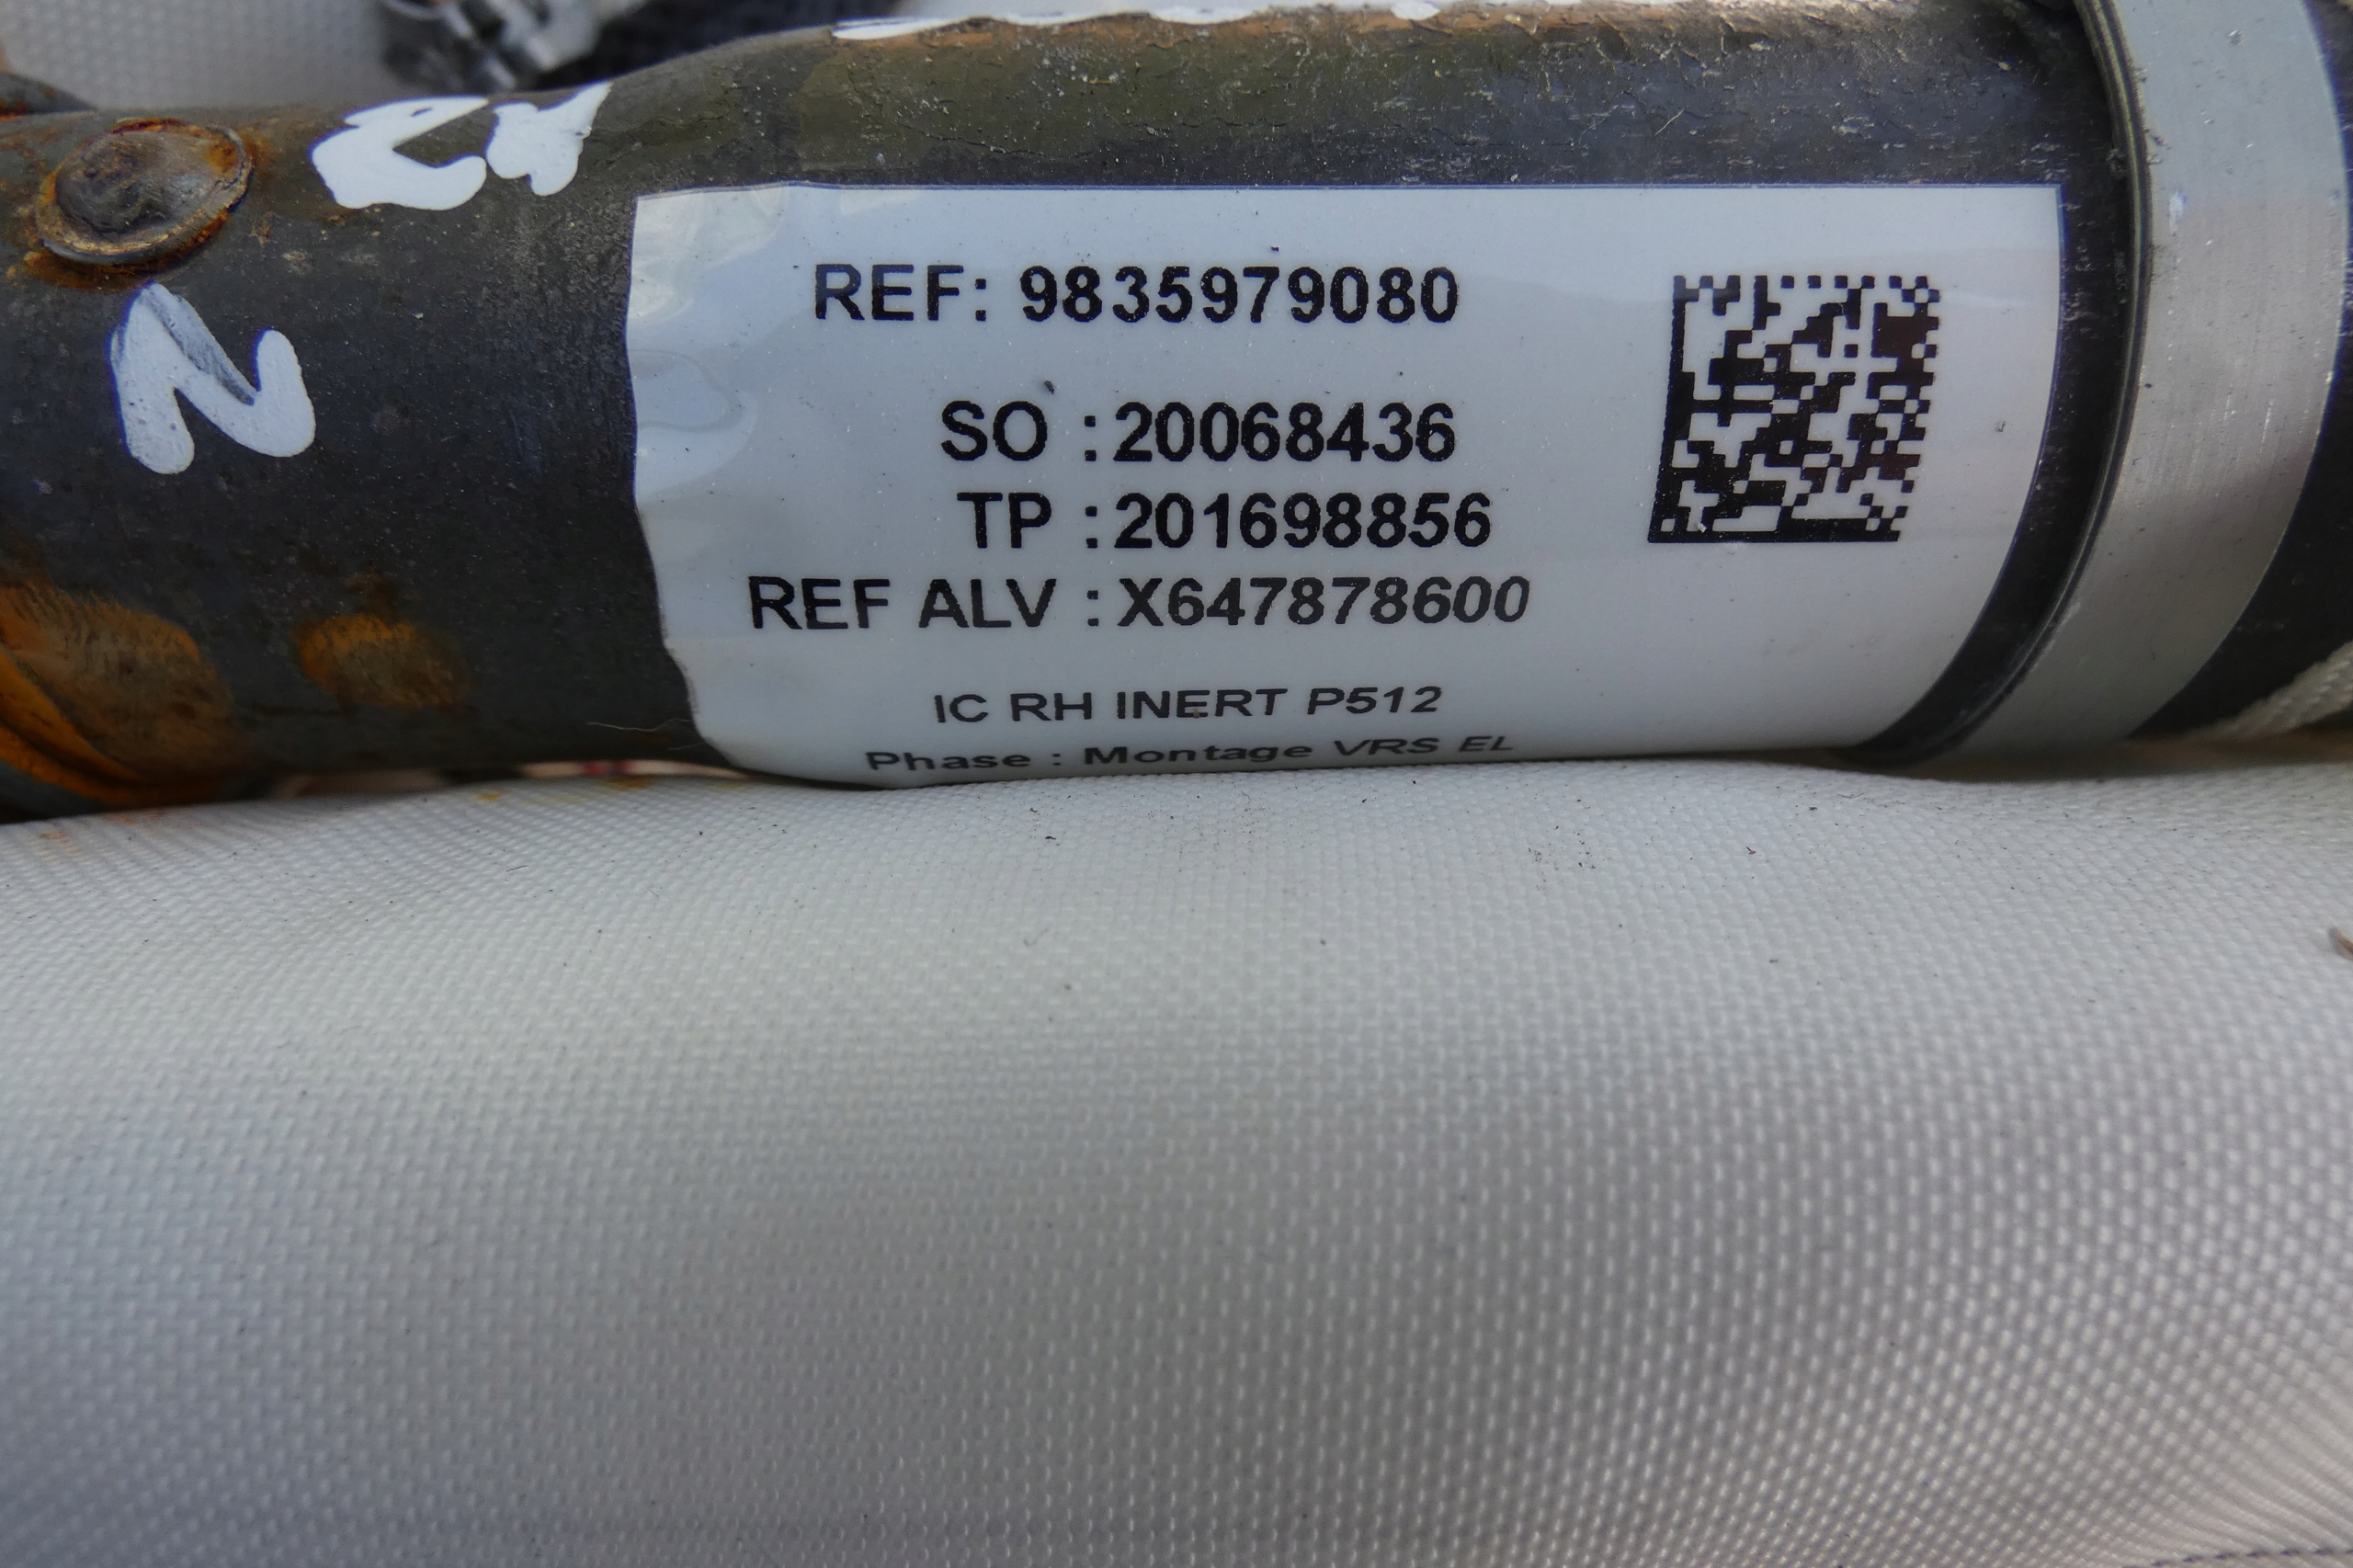 REF: 9835979080
SO :20068436
TP :201698856
REF ALV :X647878600
IC RH INERT P512
Phase : Montage VRS EL